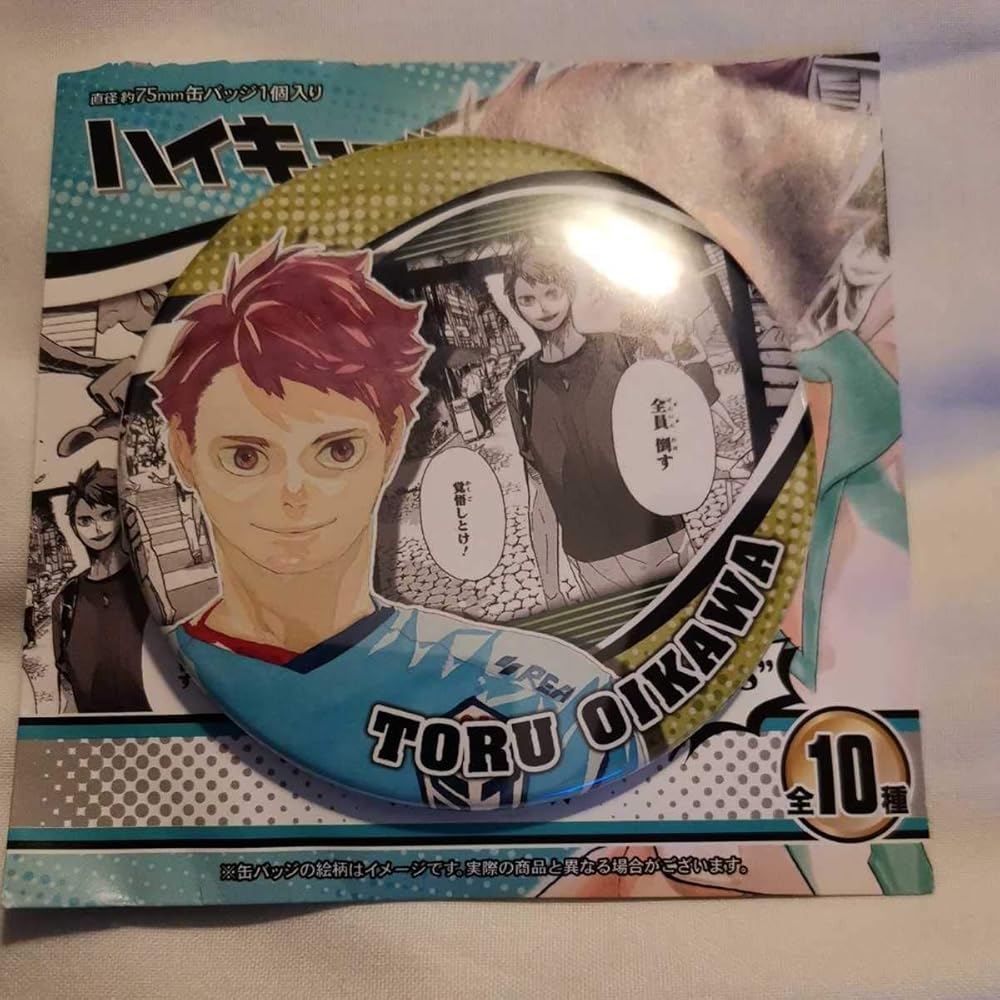 直径 約75mm 缶バッジ1個入り
ハイキュー
全員 倒す
覚悟しとけ!
TORU OIKAWA
全10種
※缶バッジの絵柄はイメージです。実際の商品と異なる場合がございます。